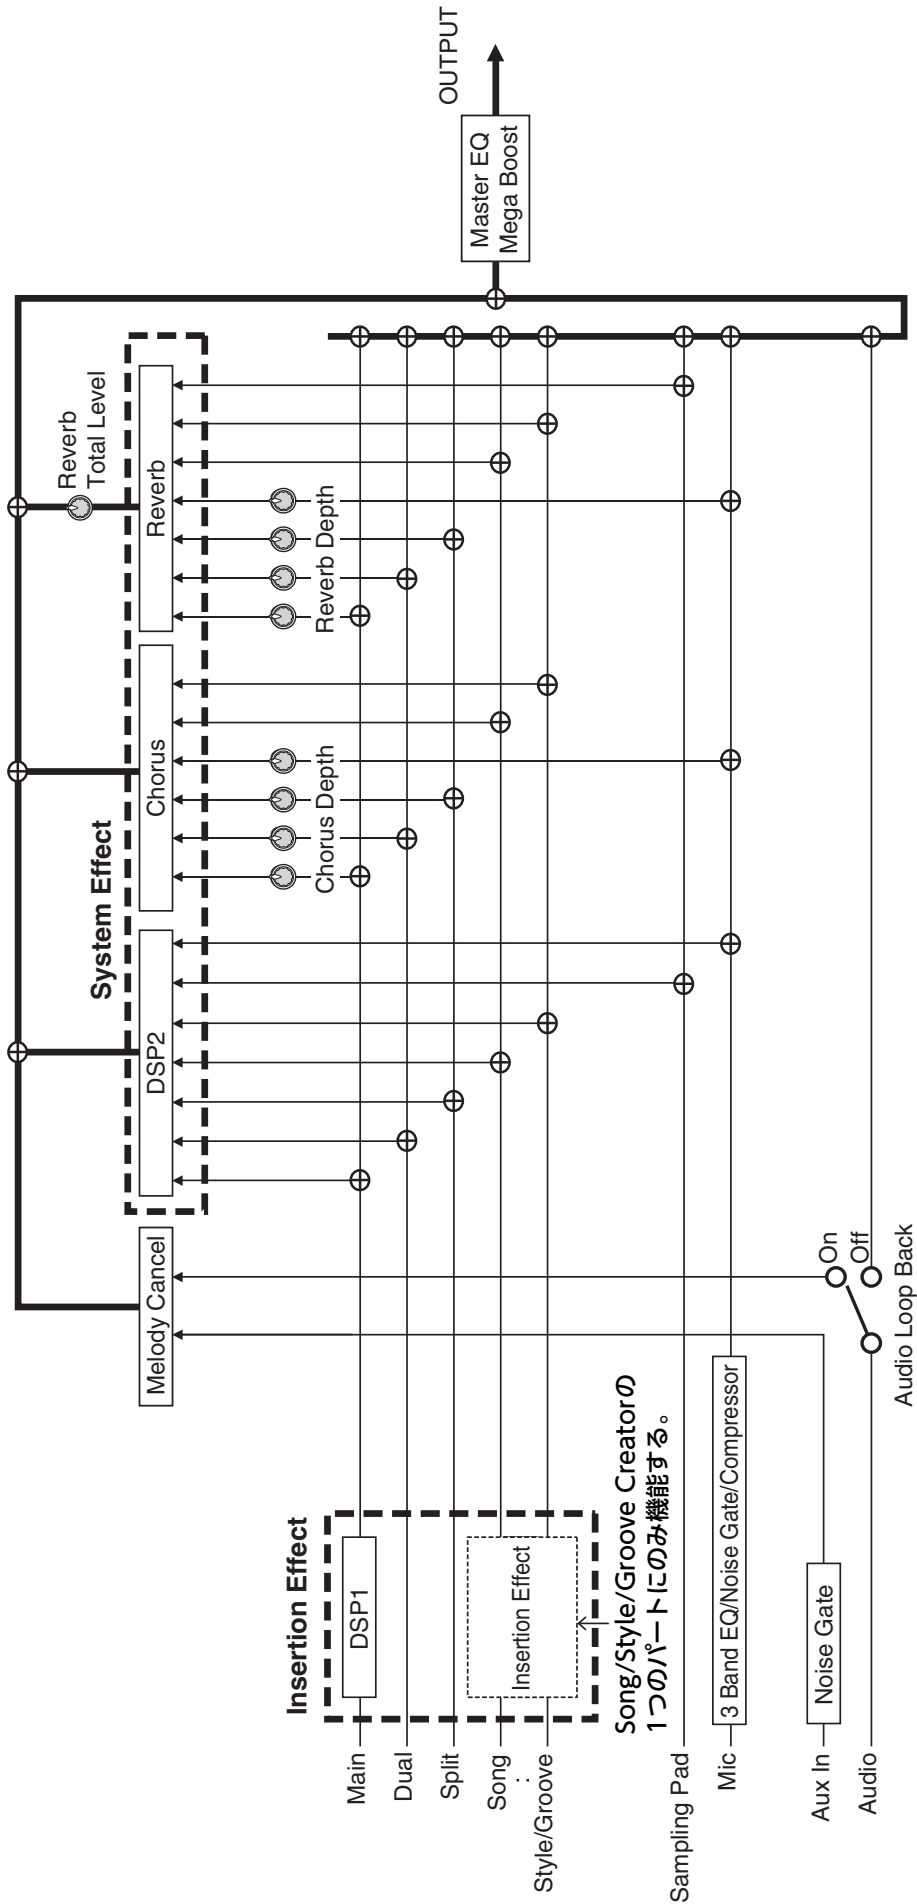 Insertion Effect
System Effect
Melody Cancel
DSP2
Chorus
Reverb
Reverb
Total Level
Chorus Depth
Reverb Depth
Main
DSP1
Dual
Split
Song
:
Style/Groove
Insertion Effect
Song/Style/Groove Creatorの
1つのパートにのみ機能する。
Sampling Pad
Mic
3 Band EQ/Noise Gate/Compressor
Aux In
Noise Gate
Audio
On
Off
Audio Loop Back
Master EQ
Mega Boost
OUTPUT